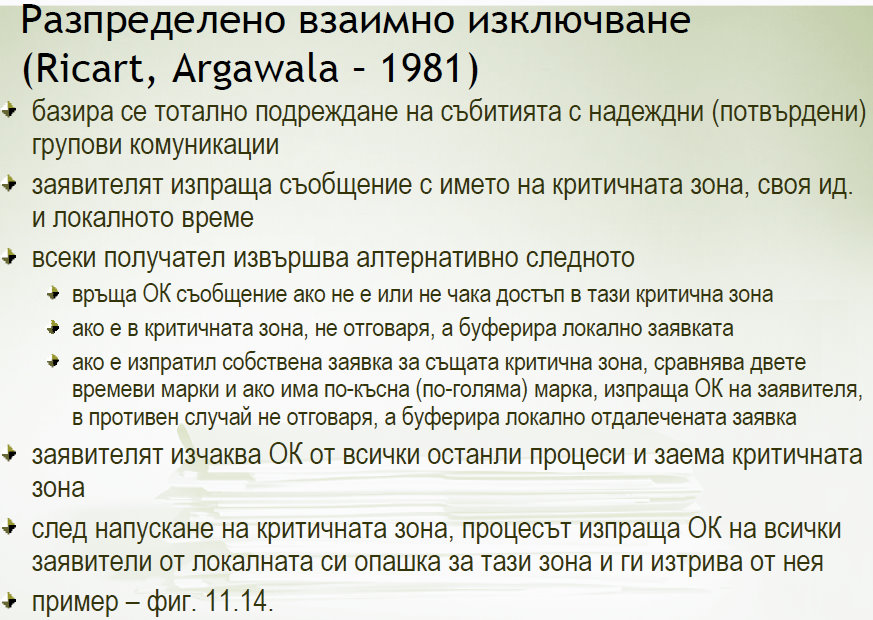 Разпределено взаимно изключване
(Ricart, Argawala – 1981)
базира се тотално подреждане на събитията с надеждни (потвърдени)
групови комуникации
заявителят изпраща съобщение с името на критичната зона, своя ид.
и локалното време
всеки получател извършва алтернативно следното
връща ОК съобщение ако не е или не чака достъп в тази критична зона
ако е в критичната зона, не отговаря, а буферира локално заявката
ако е изпратил собствена заявка за същата критична зона, сравнява двете
времеви марки и ако има по-късна (по-голяма) марка, изпраща ОК на заявителя,
в противен случай не отговаря, а буферира локално отдалечената заявка
заявителят изчаква ОК от всички останли процеси и заема критичната
зона
след напускане на критичната зона, процесът изпраща ОК на всички
заявители от локалната си опашка за тази зона и ги изтрива от нея
пример – фиг. 11.14.